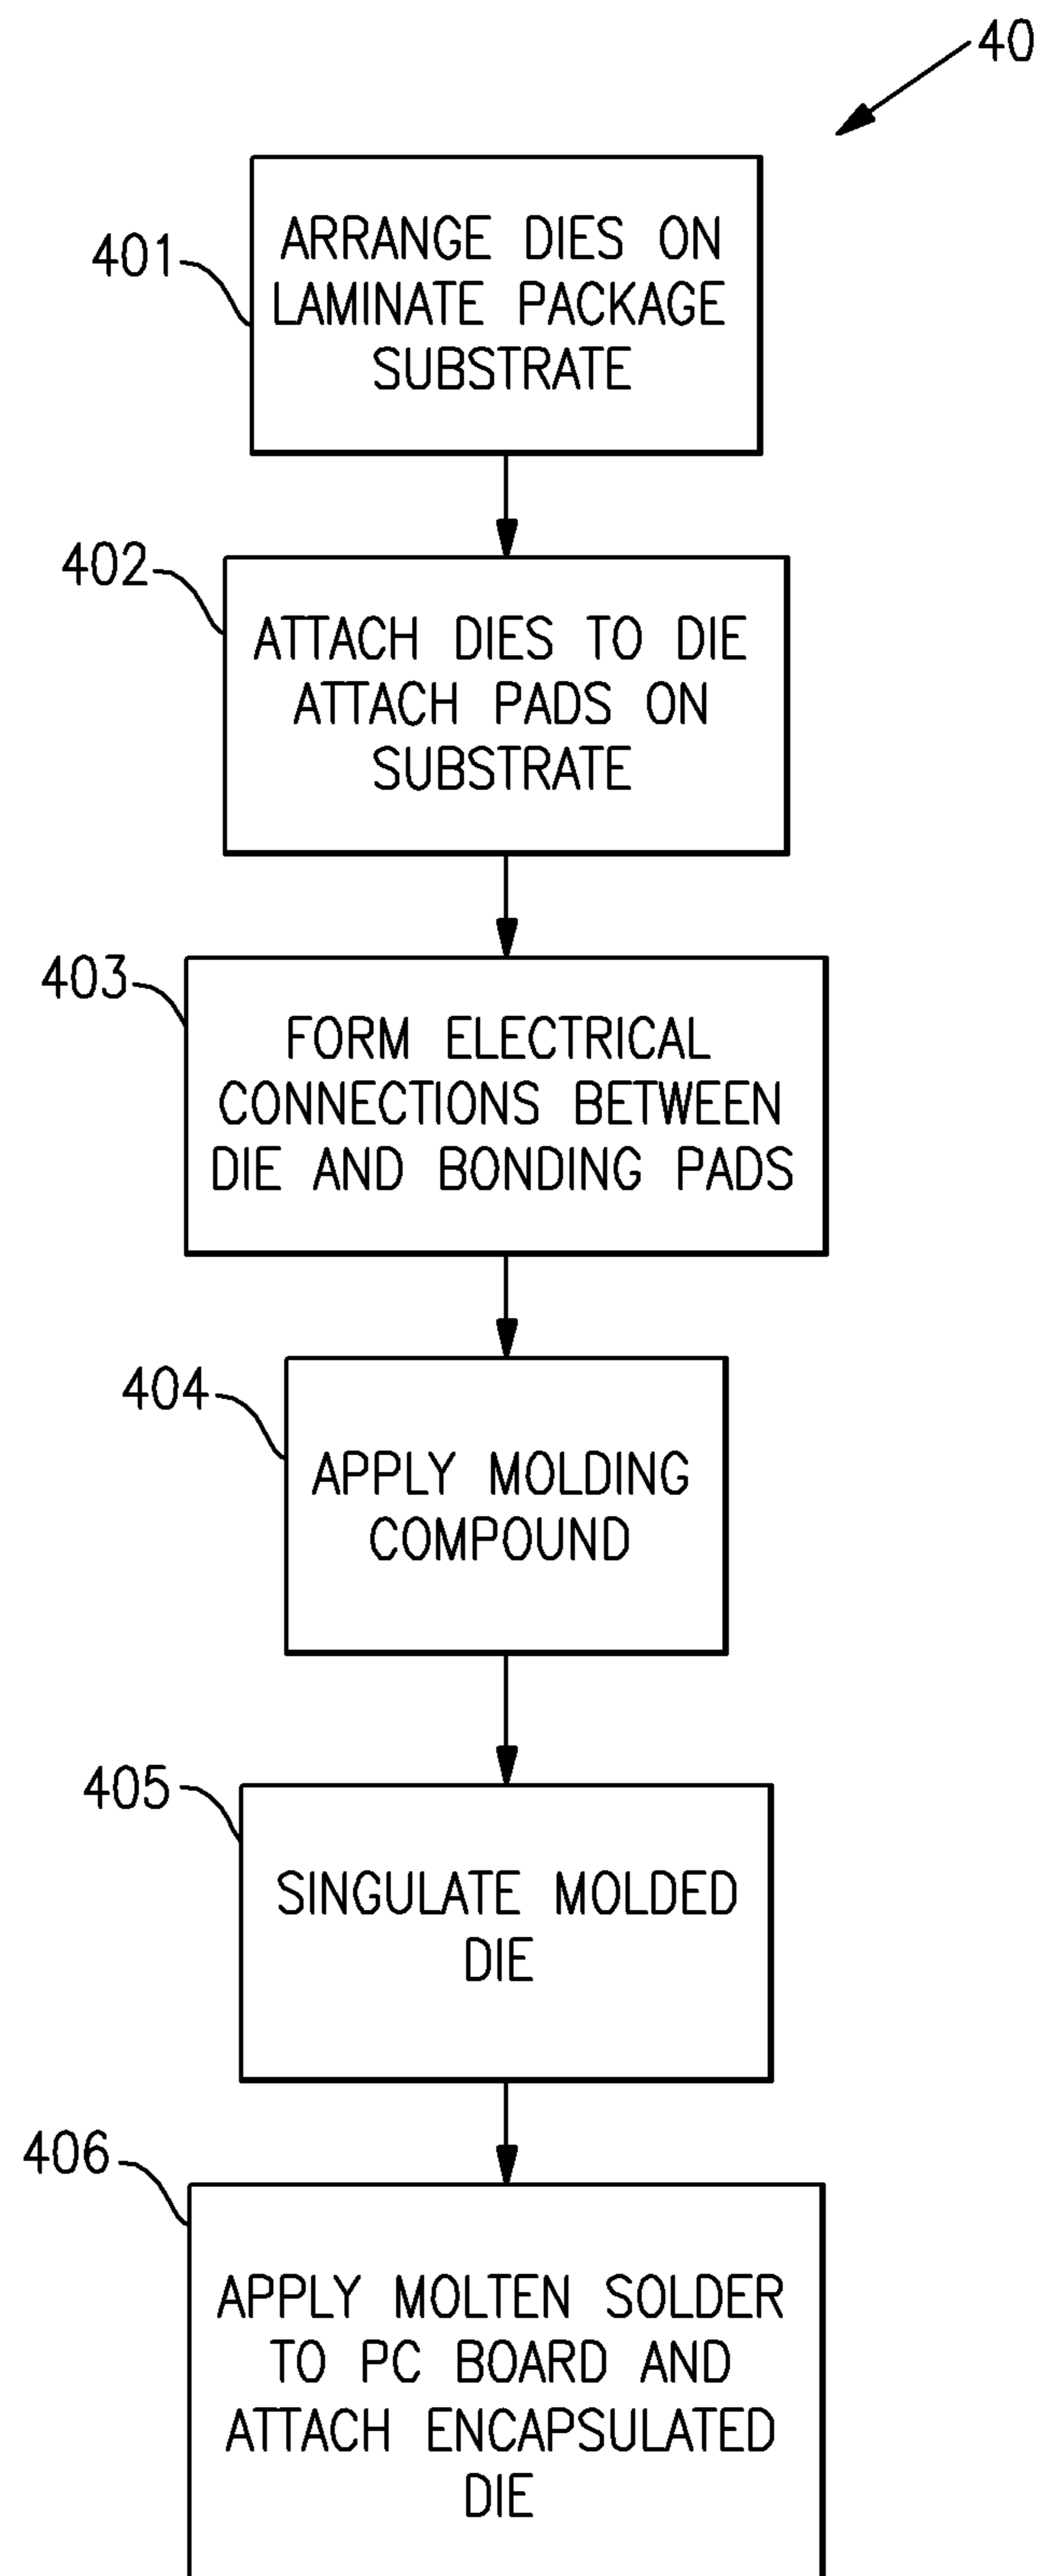 40
401
ARRANGE DIES ON
LAMINATE PACKAGE
SUBSTRATE
402
ATTACH DIES TO DIE
ATTACH PADS ON
SUBSTRATE
403
FORM ELECTRICAL
CONNECTIONS BETWEEN
DIE AND BONDING PADS
404
APPLY MOLDING
COMPOUND
405
SINGULATE MOLDED
DIE
406
APPLY MOLTEN SOLDER
TO PC BOARD AND
ATTACH ENCAPSULATED
DIE